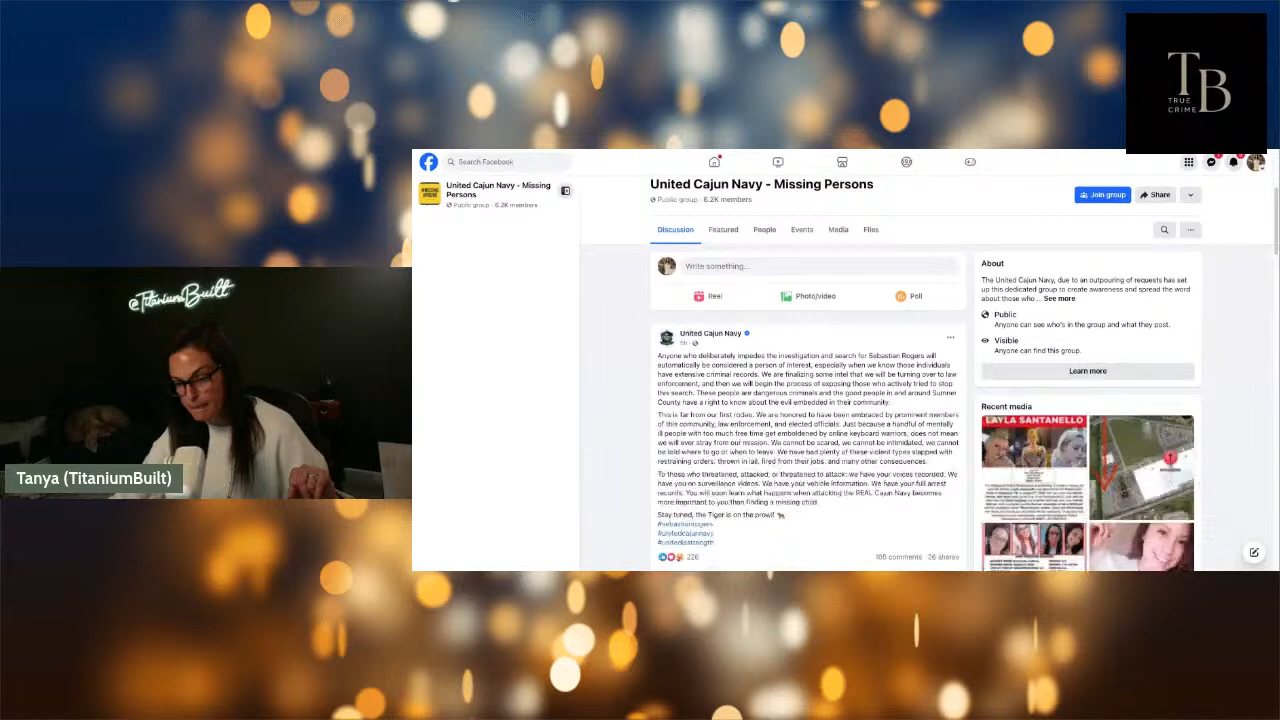 TB
TRUE
CRIME
Search Facebook
United Cajun Navy - Missing
Persons
Public group · 6.2K members
United Cajun Navy - Missing Persons
Public group · 6.2K members
Join group
Share
Discussion
Featured
People
Events
Media
Files
Write something...
Reel
Photo/video
Poll
United Cajun Navy
Anyone who deliberately impedes the investigation and search for Sebastian Rogers will
automatically be considered a person of interest, especially when we know those individuals
have extensive criminal records. We are finalizing some intel that we will be turning over to law
enforcement, and then we will begin the process of exposing those who actively tried to stop
this search. These people are dangerous criminals and the good people in and around Sumner
County have a right to know about the evil embedded in their community.
This is far from our first rodeo. We are honored to have been embraced by prominent members
of this community, law enforcement, and elected officials. Just because a handful of mentally
ill people with too much free time get emboldened by online keyboard warriors, does not mean
we will ever stray from our mission. We cannot be scared, we cannot be intimidated, we cannot
be told where to go or when to leave. We have had plenty of these violent types slapped with
restraining orders, thrown in jail, fired from their jobs, and many other consequences.
To those who threatened, attacked, or threatened to attack: we have your voices recorded. We
have you on surveillance videos. We have your vehicle information. We have your full arrest
records. You will soon learn what happens when attacking the REAL Cajun Navy becomes
more important to you then finding a missing child.
Stay tuned, the Tiger is on the prowl!
#sebastainrogers
#unitedcajunnavy
#unitedisstrength
226
26 shares
About
The United Cajun Navy, due to an outpouring of requests has set
up this dedicated group to create awareness and spread the word
about those who ... See more
Public
Anyone can see who's in the group and what they post.
Visible
Anyone can find this group.
Learn more
Recent media
LAYLA SANTANELLO
@TitaniumBuilt
Tanya (TitaniumBuilt)